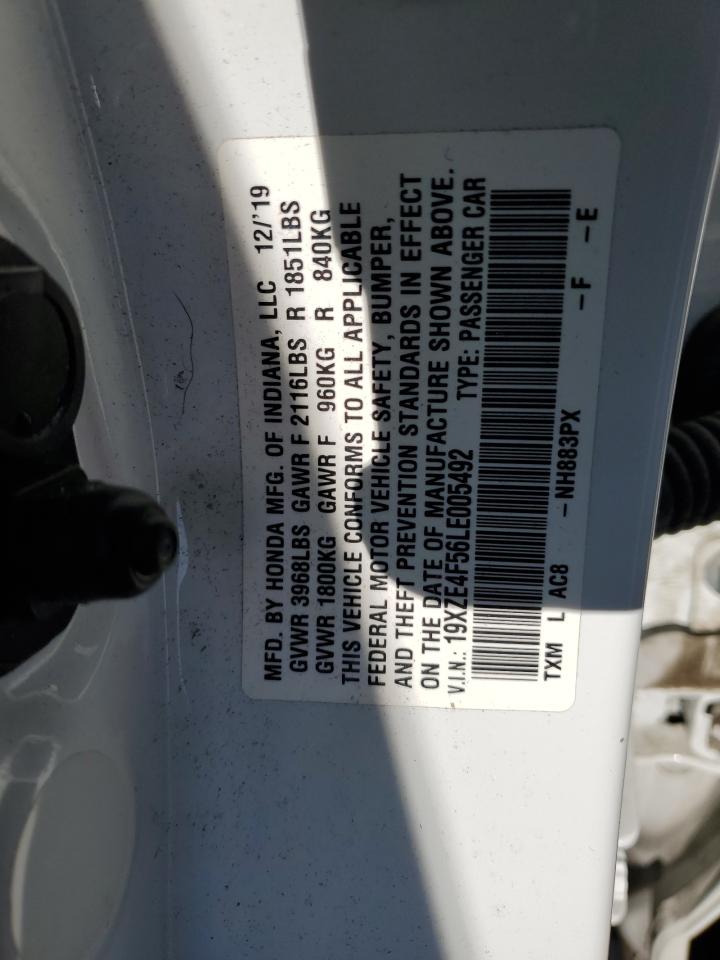 MFD. BY HONDA MFG. OF INDIANA, LLC 12/'19
GVWR 3968LBS GAWR F 2116LBS R 1851LBS
GVWR 1800KG GAWR F 960KG R 840KG
THIS VEHICLE CONFORMS TO ALL APPLICABLE
FEDERAL MOTOR VEHICLE SAFETY, BUMPER,
AND THEFT PREVENTION STANDARDS IN EFFECT
ON THE DATE OF MANUFACTURE SHOWN ABOVE.
V.I.N.: 19XZE4F56LE005492 TYPE: PASSENGER CAR
TXM L AC8 -NH883PX -F -E